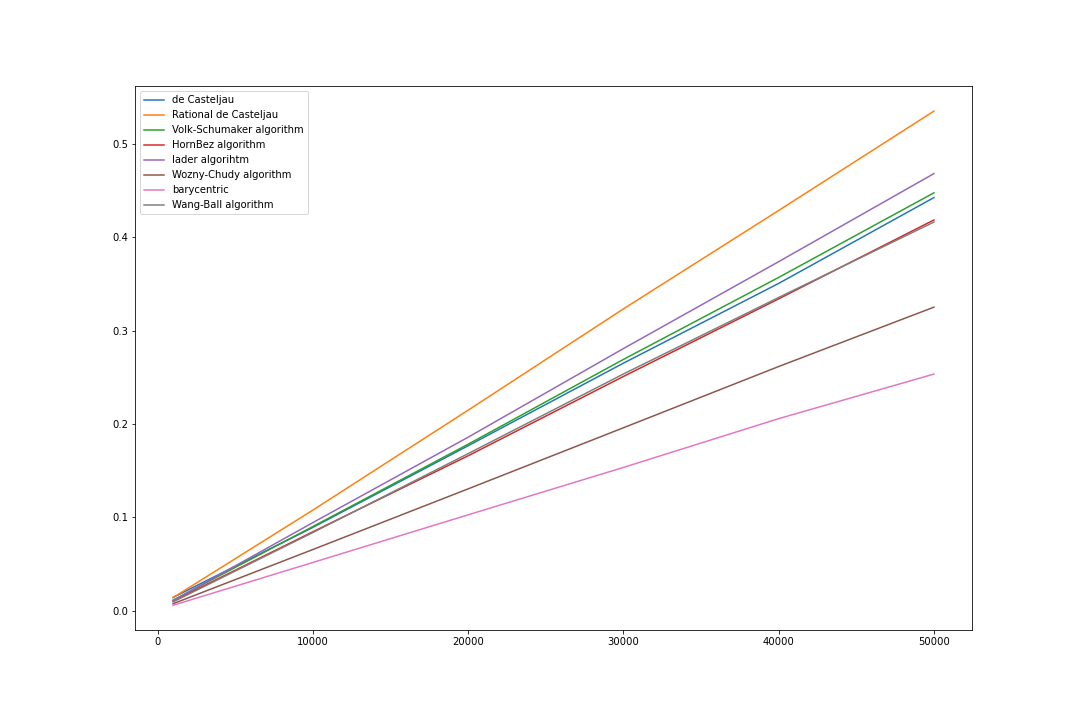 de Casteljau
Rational de Casteljau
Volk-Schumaker algorithm
HornBez algorithm
lader algorihtm
Wozny-Chudy algorithm
barycentric
Wang-Ball algorithm
0.5
0.4
0.3
0.2
0.1
0.0
0 10000 20000 30000 40000 50000